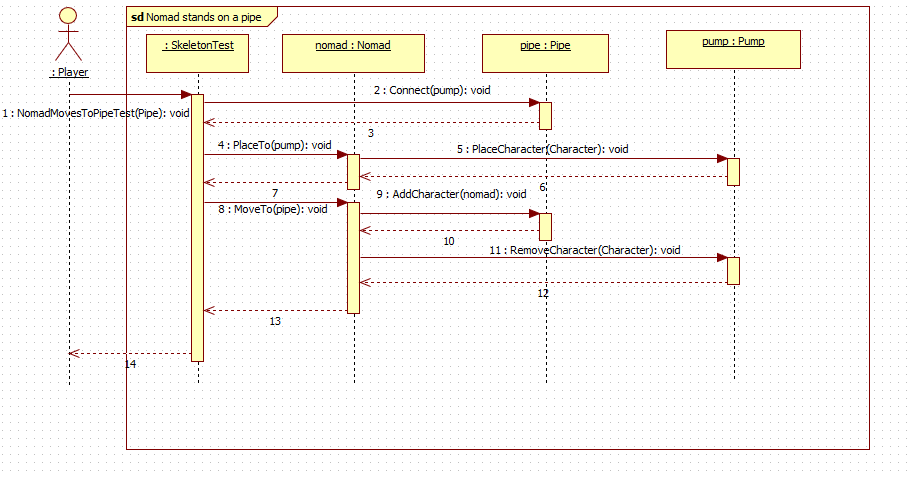 sd Nomad stands on a pipe
: SkeletonTest
nomad : Nomad
pipe : Pipe
pump : Pump
: Player
2 : Connect(pump): void
1 : NomadMovesToPipeTest(Pipe): void
3
4 : PlaceTo(pump): void
5 : PlaceCharacter(Character): void
6
7
9 : AddCharacter(nomad): void
8 : MoveTo(pipe): void
10
11 : RemoveCharacter(Character): void
12
13
14